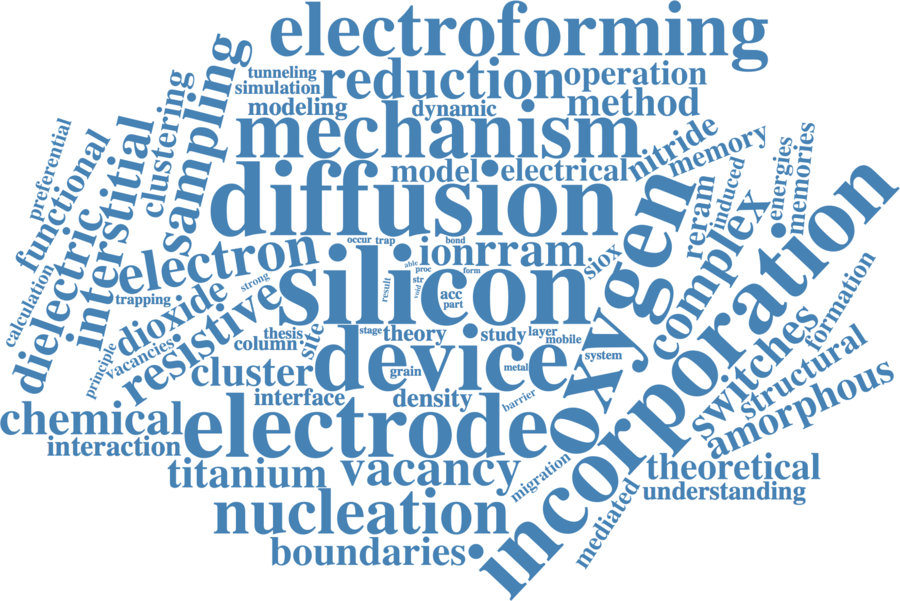 electroforming
tunneling
reduction
operation
simulation
modeling
dynamic
method
mechanism
nitride
memory
model
electrical
diffusion
preferential
functional
clustering
sampling
interstitial
dielectric
calculation
electron
occur
trap
bond
ion
rram
siox
oxygen
reram
induced
complex
energies
memories
incorporation
able
proc
form
silicon
result
void
str
acc
part
strong
trapping
dioxide
resistive
vacancies
principle
thesis
column
site
stage
theory
study
layer
mobile
device
system
metal
grain
cluster
interface
density
barrier
formation
switches
structural
amorphous
chemical
interaction
electrode
titanium
vacancy
migration
theoretical
understanding
mediated
nucleation
boundaries